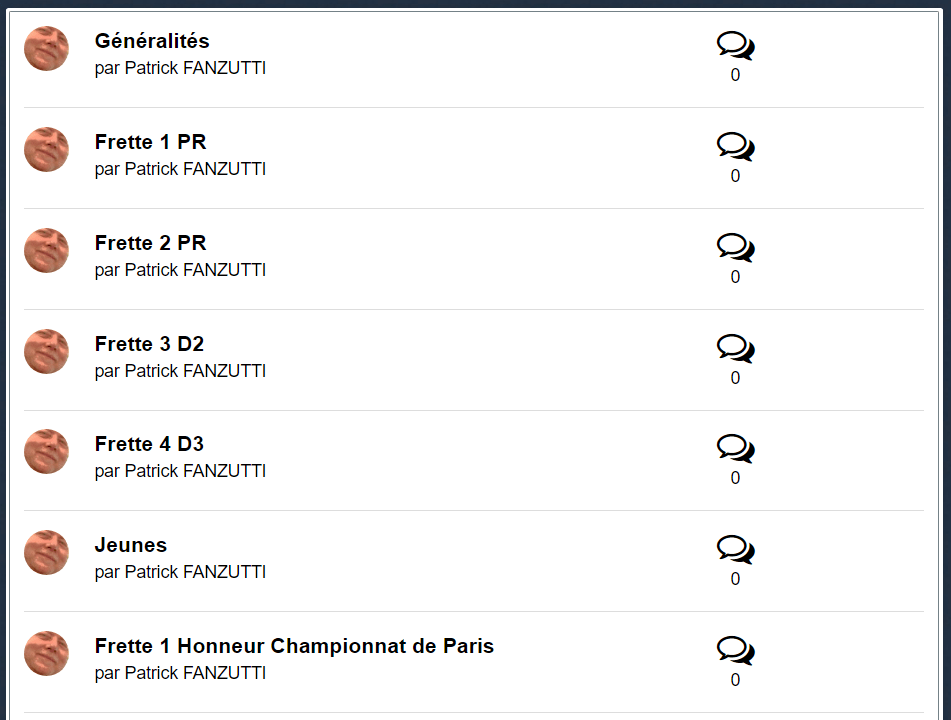 Généralités
par Patrick FANZUTTI
0
Frette 1 PR
par Patrick FANZUTTI
0
Frette 2 PR
par Patrick FANZUTTI
0
Frette 3 D2
par Patrick FANZUTTI
0
Frette 4 D3
par Patrick FANZUTTI
0
Jeunes
par Patrick FANZUTTI
0
Frette 1 Honneur Championnat de Paris
par Patrick FANZUTTI
0